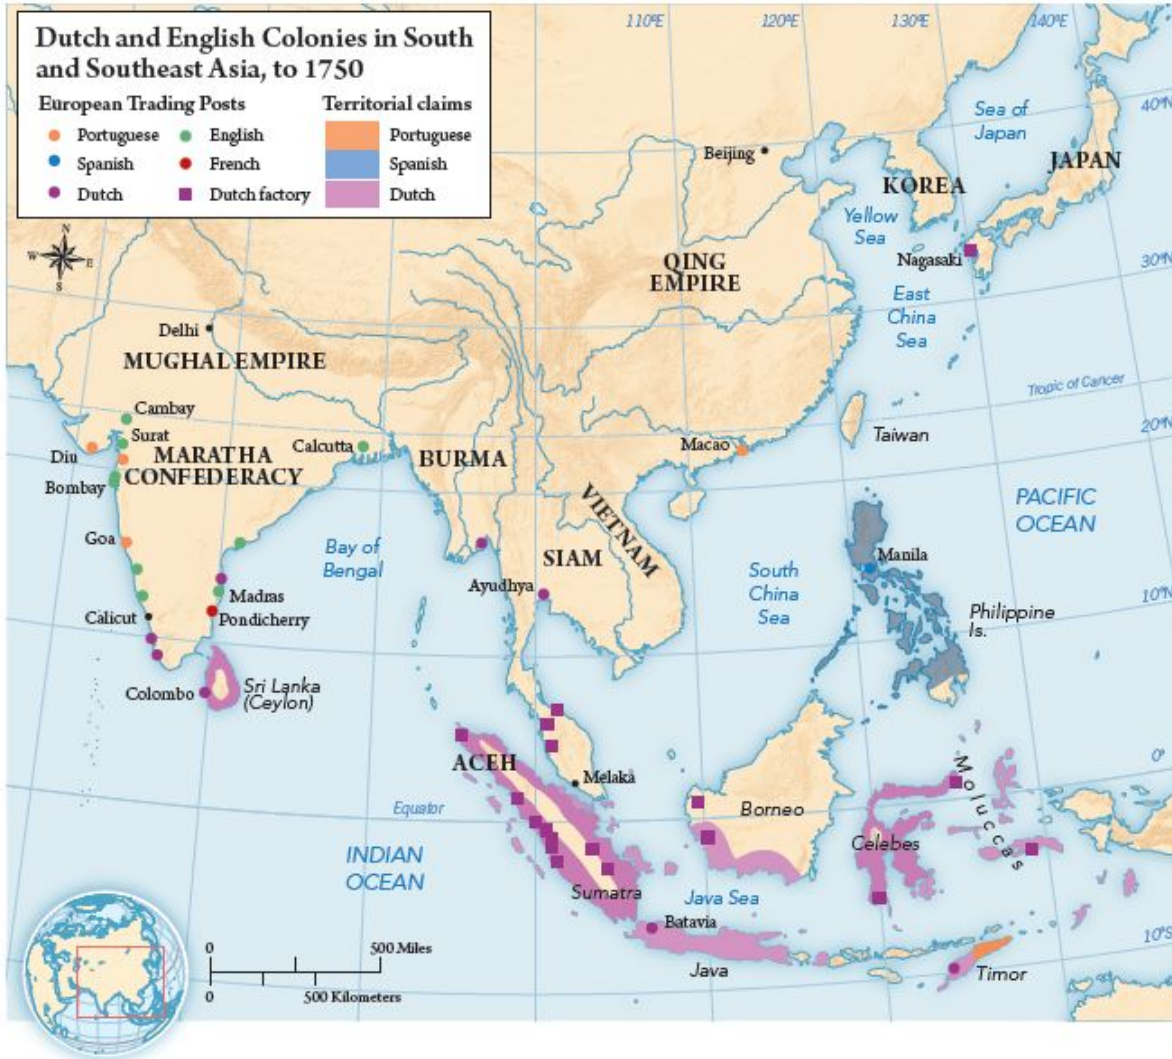 Dutch and English Colonies in South
and Southeast Asia, to 1750
European Trading Posts
Portuguese
Spanish
Dutch
English
French
Dutch factory
Territorial claims
Portuguese
Spanish
Dutch
110°E
120°E
130°E
140°E
40°N
Sea of
Japan
Beijing
JAPAN
KOREA
Yellow
Sea
N
W
E
S
QING
EMPIRE
Nagasaki
30°N
East
China
Sea
Delhi
MUGHAL EMPIRE
Tropic of Cancer
Cambay
Surat
Diu
MARATHA
CONFEDERACY
Calcutta
BURMA
Macao
Taiwan
20°N
Bombay
VIETNAM
PACIFIC
OCEAN
Goa
Bay of
Bengal
SIAM
Manila
Ayudhya
South
China
Sea
10°N
Madras
Calicut
Pondicherry
Philippine
Is.
Colombo
Sri Lanka
(Ceylon)
ACEH
Melaka
0°
Moluccas
Equator
Borneo
Celebes
INDIAN
OCEAN
Sumatra
Java Sea
Batavia
10°S
0
500 Miles
Java
Timor
0
500 Kilometers